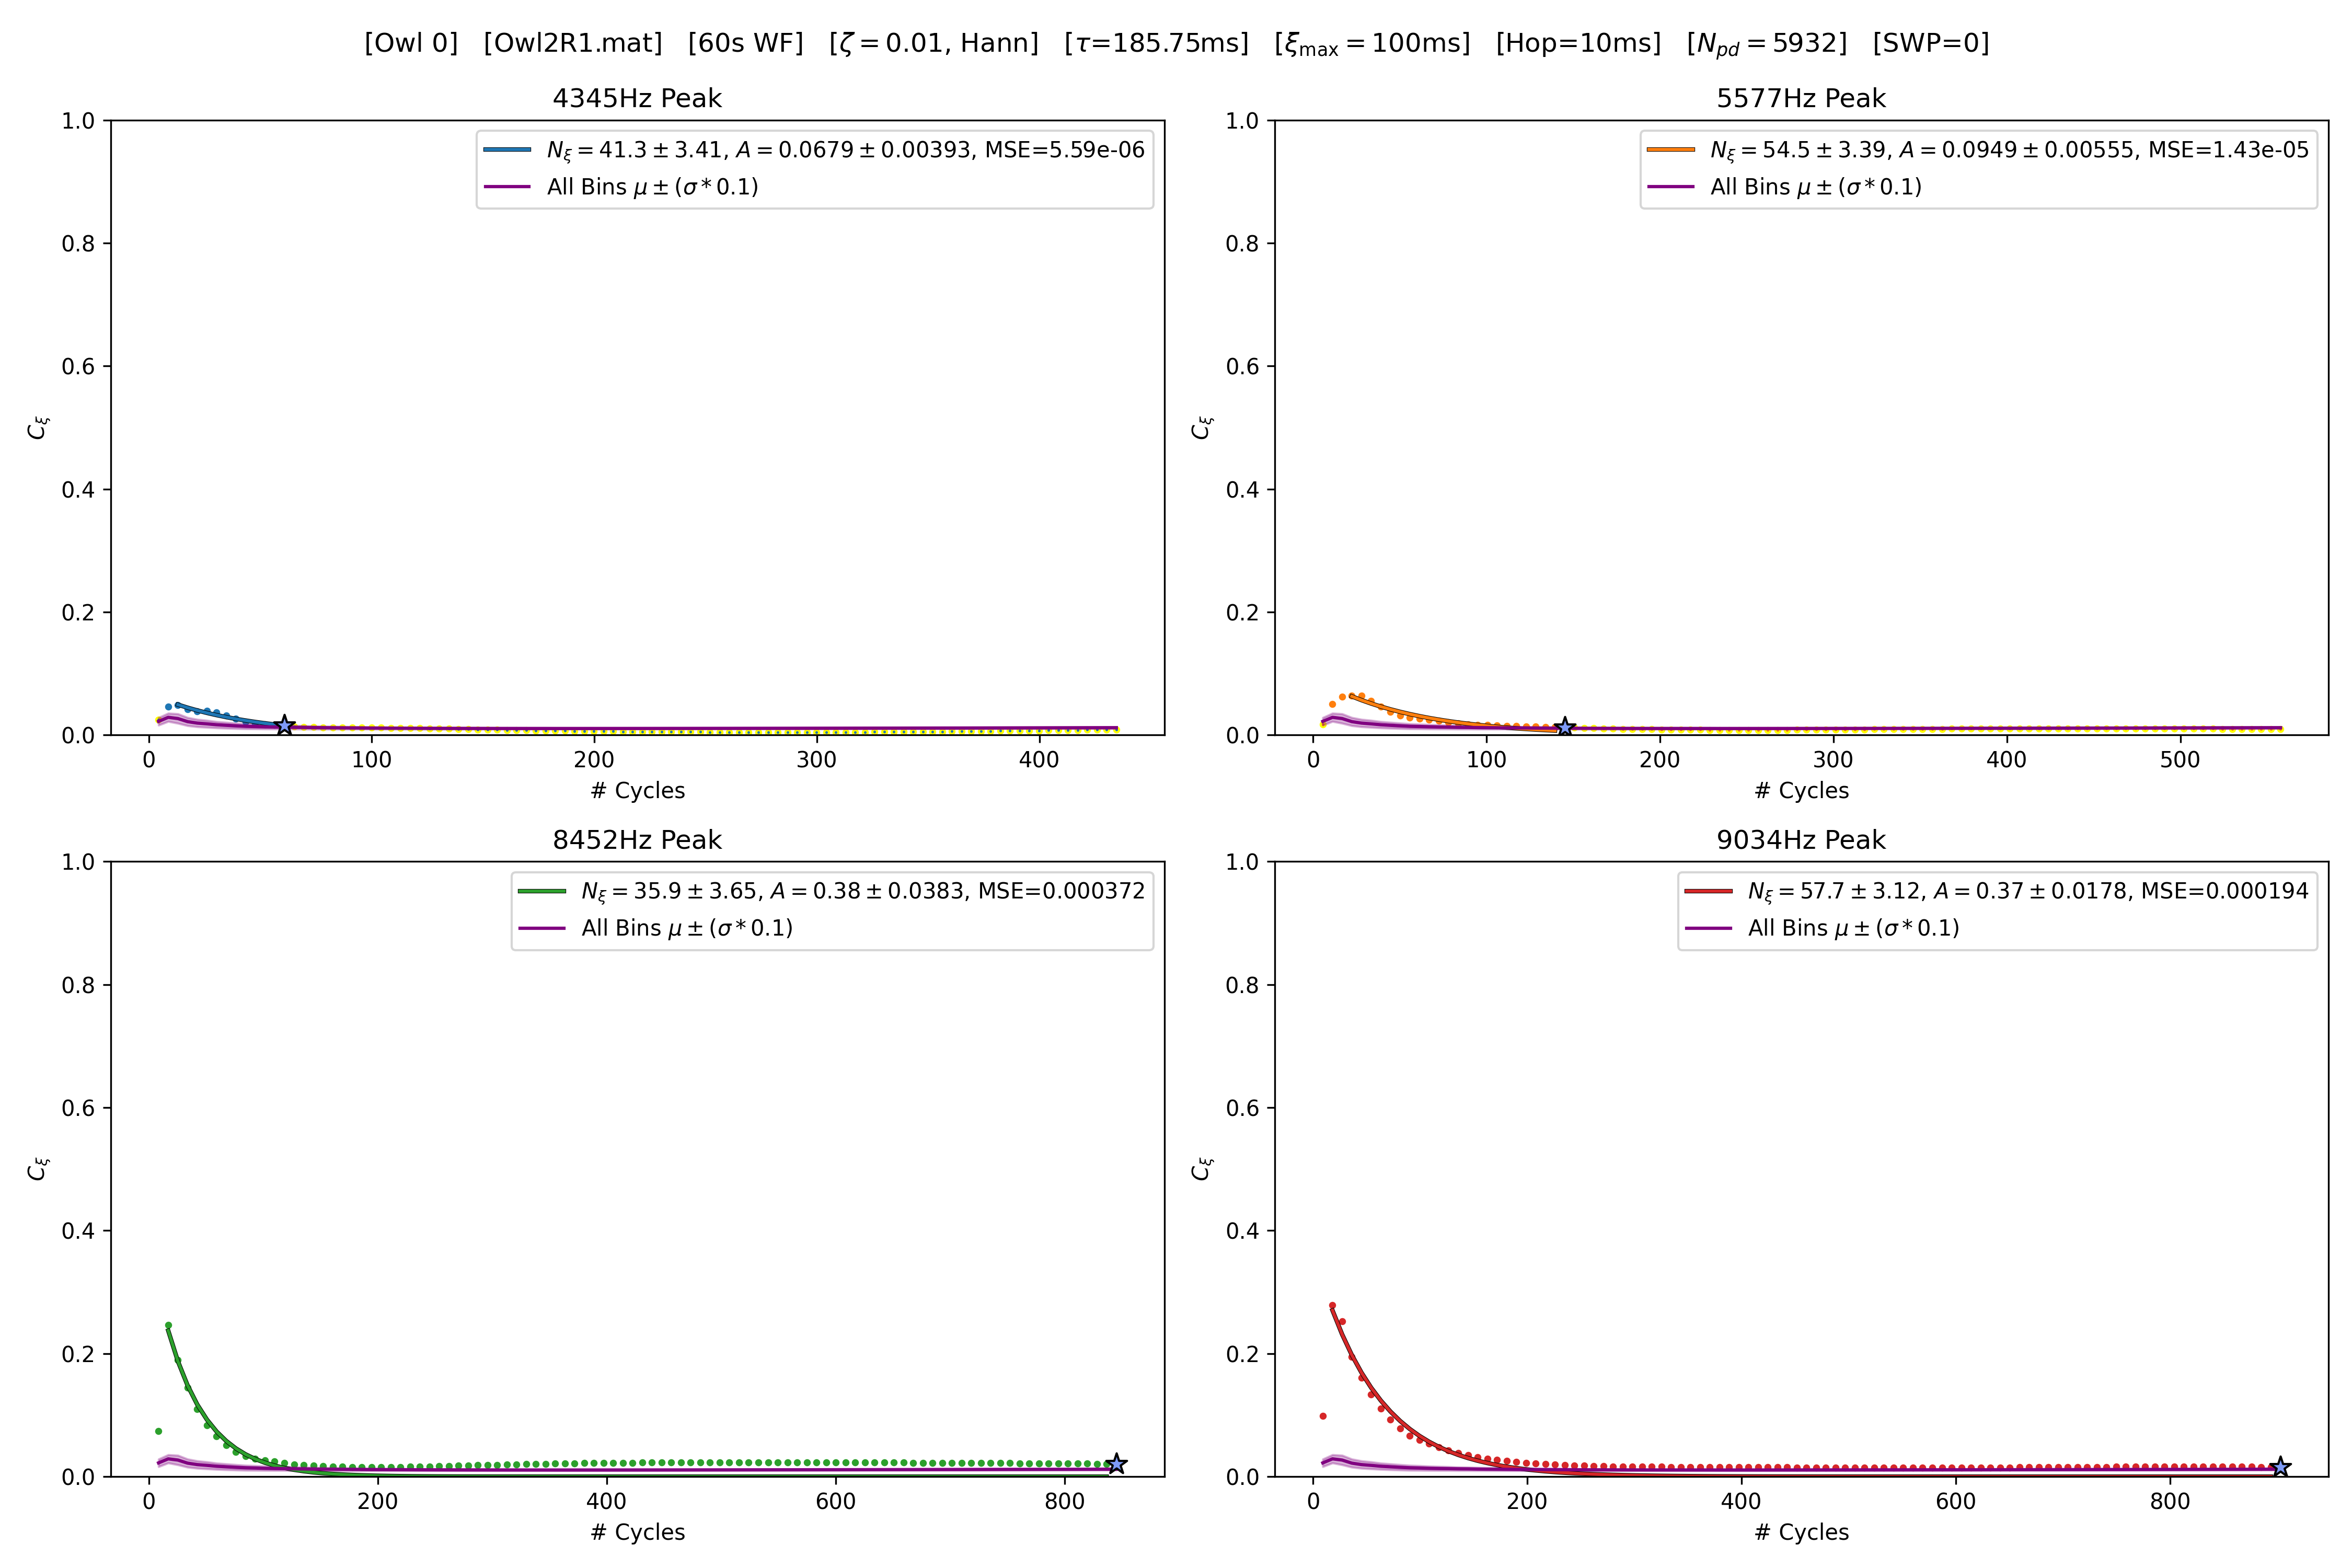 [Owl 0] [Owl2R1.mat] [60s WF] [ζ = 0.01, Hann] [τ=185.75ms] [ξmax = 100ms] [Hop=10ms] [Npd = 5932] [SWP=0]
4345Hz Peak
1.0
0.8
0.6
0.4
0.2
0.0
Cξ
Nξ = 41.3 ± 3.41, A = 0.0679 ± 0.00393, MSE=5.59e-06
All Bins μ ± (σ * 0.1)
0 100 200 300 400
# Cycles
5577Hz Peak
1.0
0.8
0.6
0.4
0.2
0.0
Cξ
Nξ = 54.5 ± 3.39, A = 0.0949 ± 0.00555, MSE=1.43e-05
All Bins μ ± (σ * 0.1)
0 100 200 300 400 500
# Cycles
8452Hz Peak
1.0
0.8
0.6
0.4
0.2
0.0
Cξ
Nξ = 35.9 ± 3.65, A = 0.38 ± 0.0383, MSE=0.000372
All Bins μ ± (σ * 0.1)
0 200 400 600 800
# Cycles
9034Hz Peak
1.0
0.8
0.6
0.4
0.2
0.0
Cξ
Nξ = 57.7 ± 3.12, A = 0.37 ± 0.0178, MSE=0.000194
All Bins μ ± (σ * 0.1)
0 200 400 600 800
# Cycles